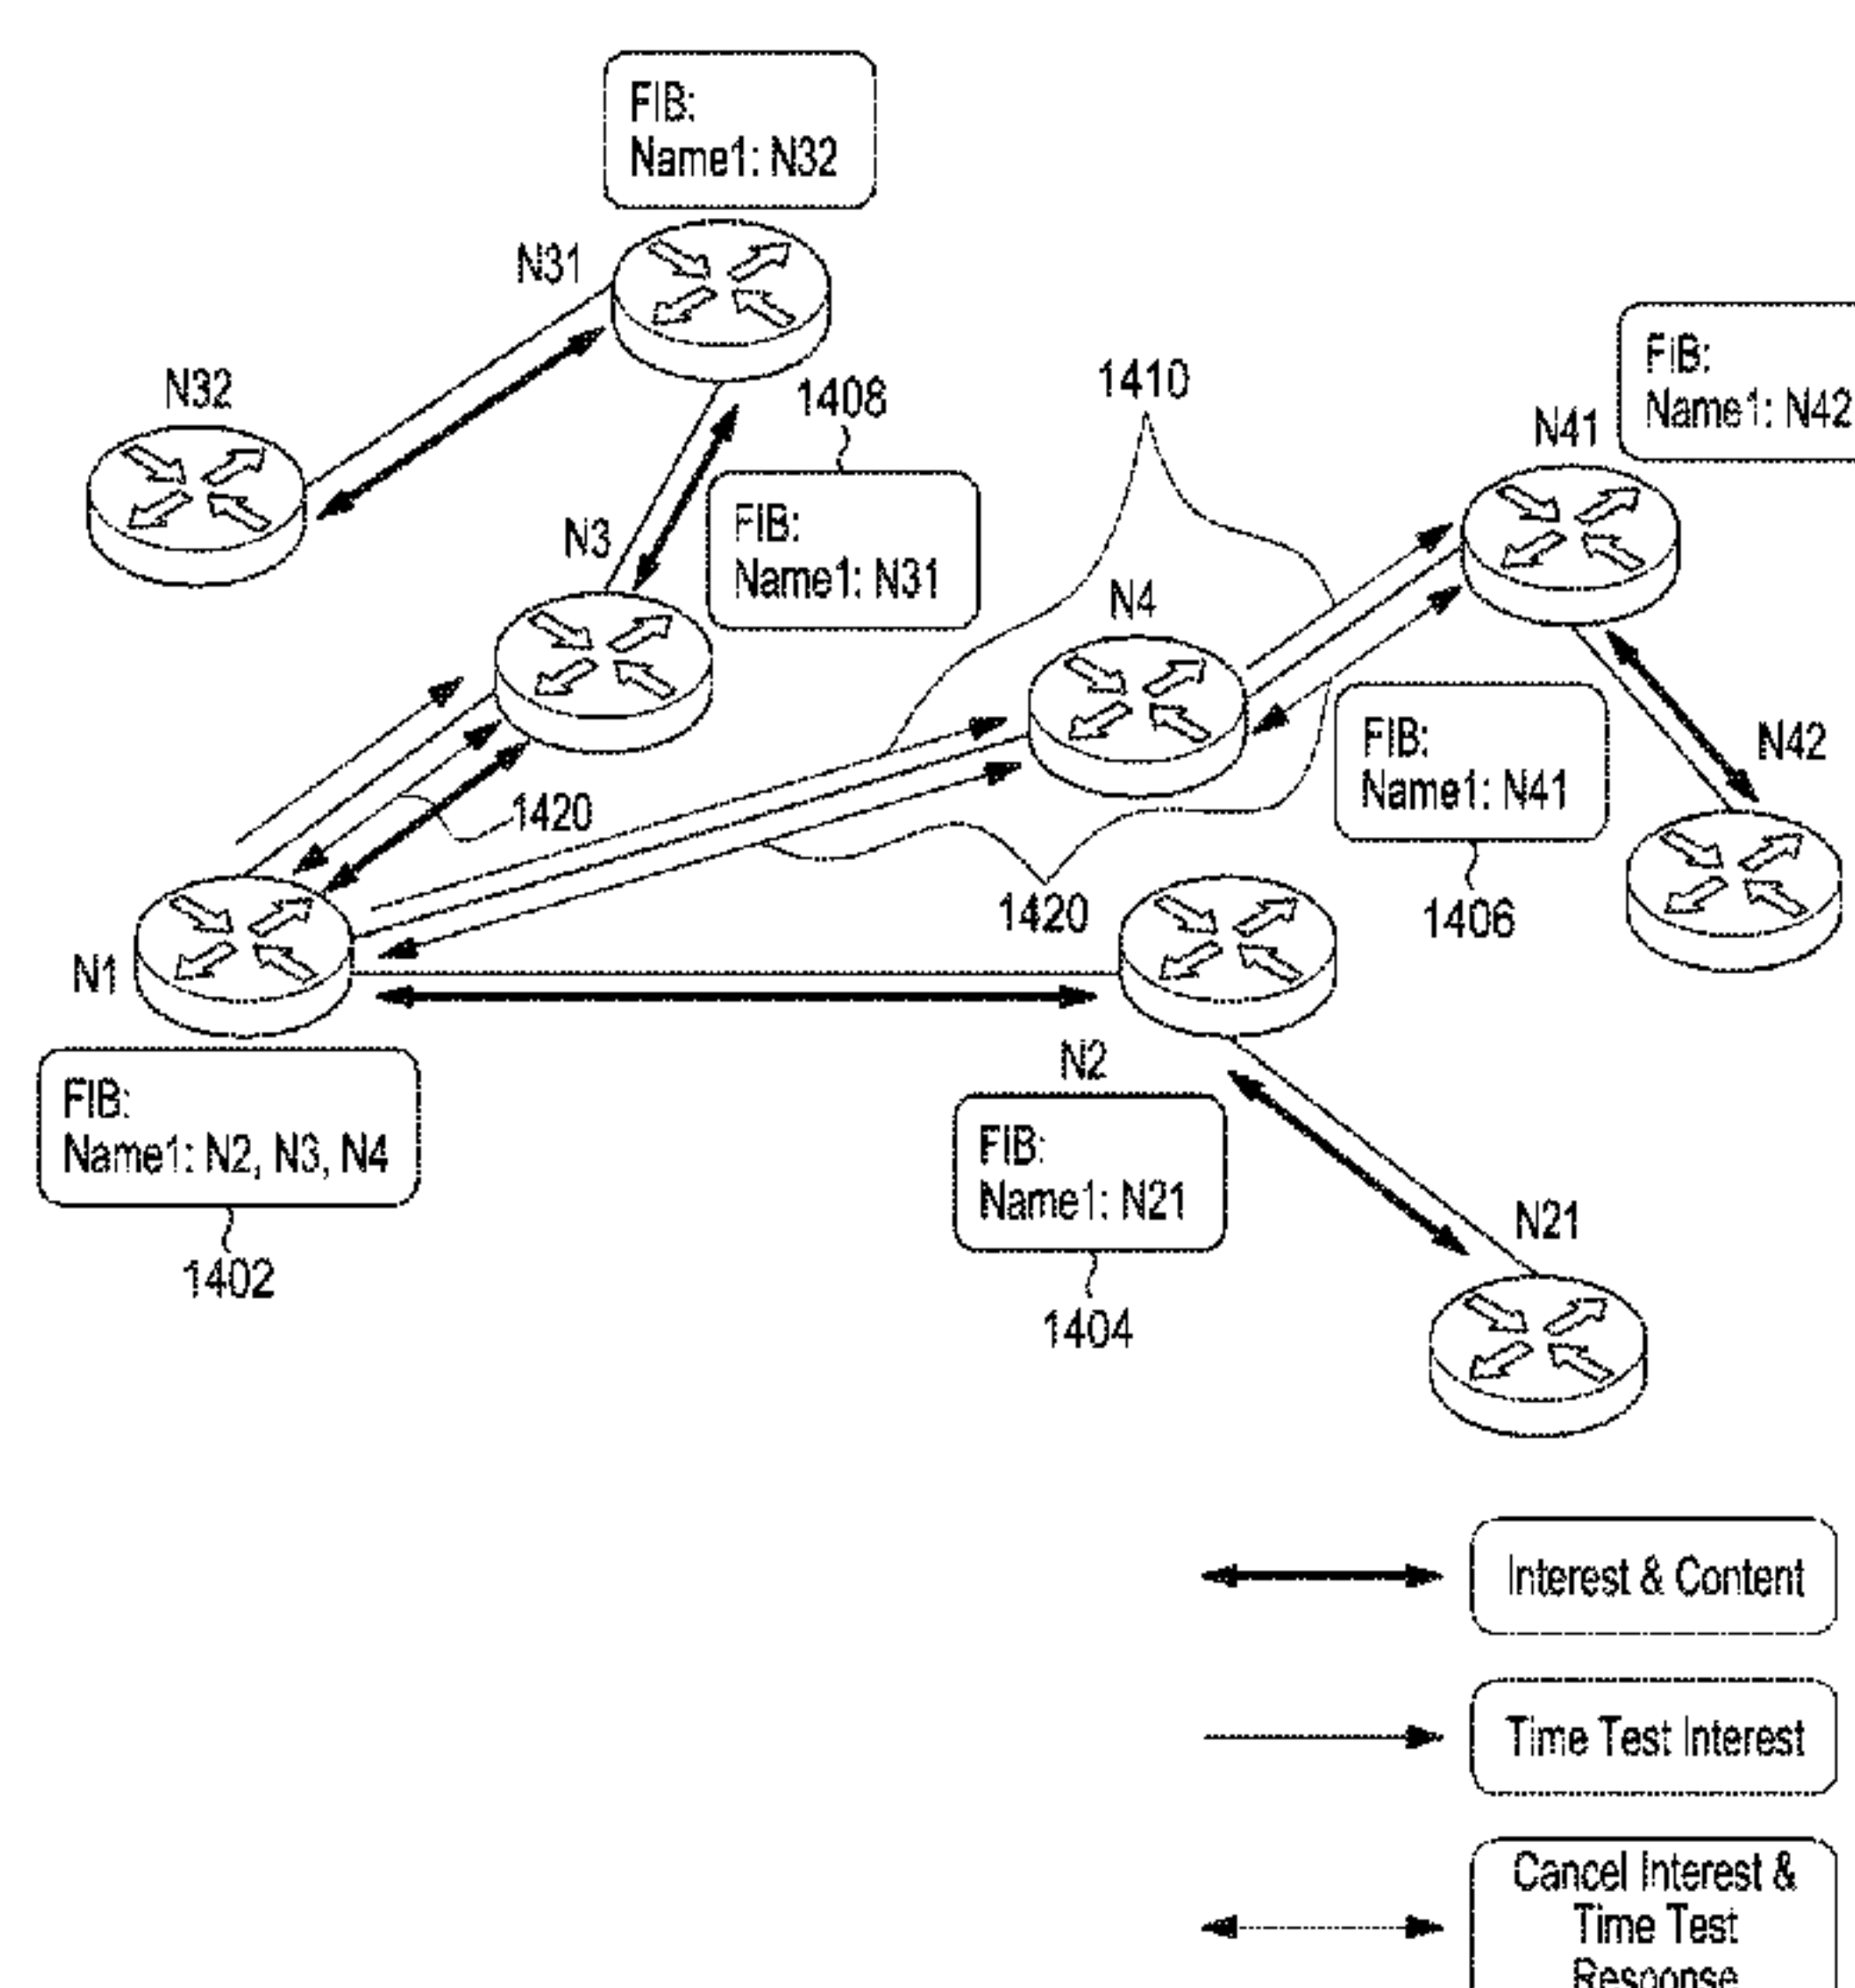 FIB:
Name1: N32
N31
N32
1408
1410
FIB:
Name1: N42
N41
N3
FIB:
Name1: N31
N4
FIB:
Name1: N41
N42
1420
1420
1406
N1
N2
FIB:
Name1: N2, N3, N4
FIB:
Name1: N21
N21
1402
1404
Interest & Content
Time Test Interest
Cancel Interest &
Time Test
Response